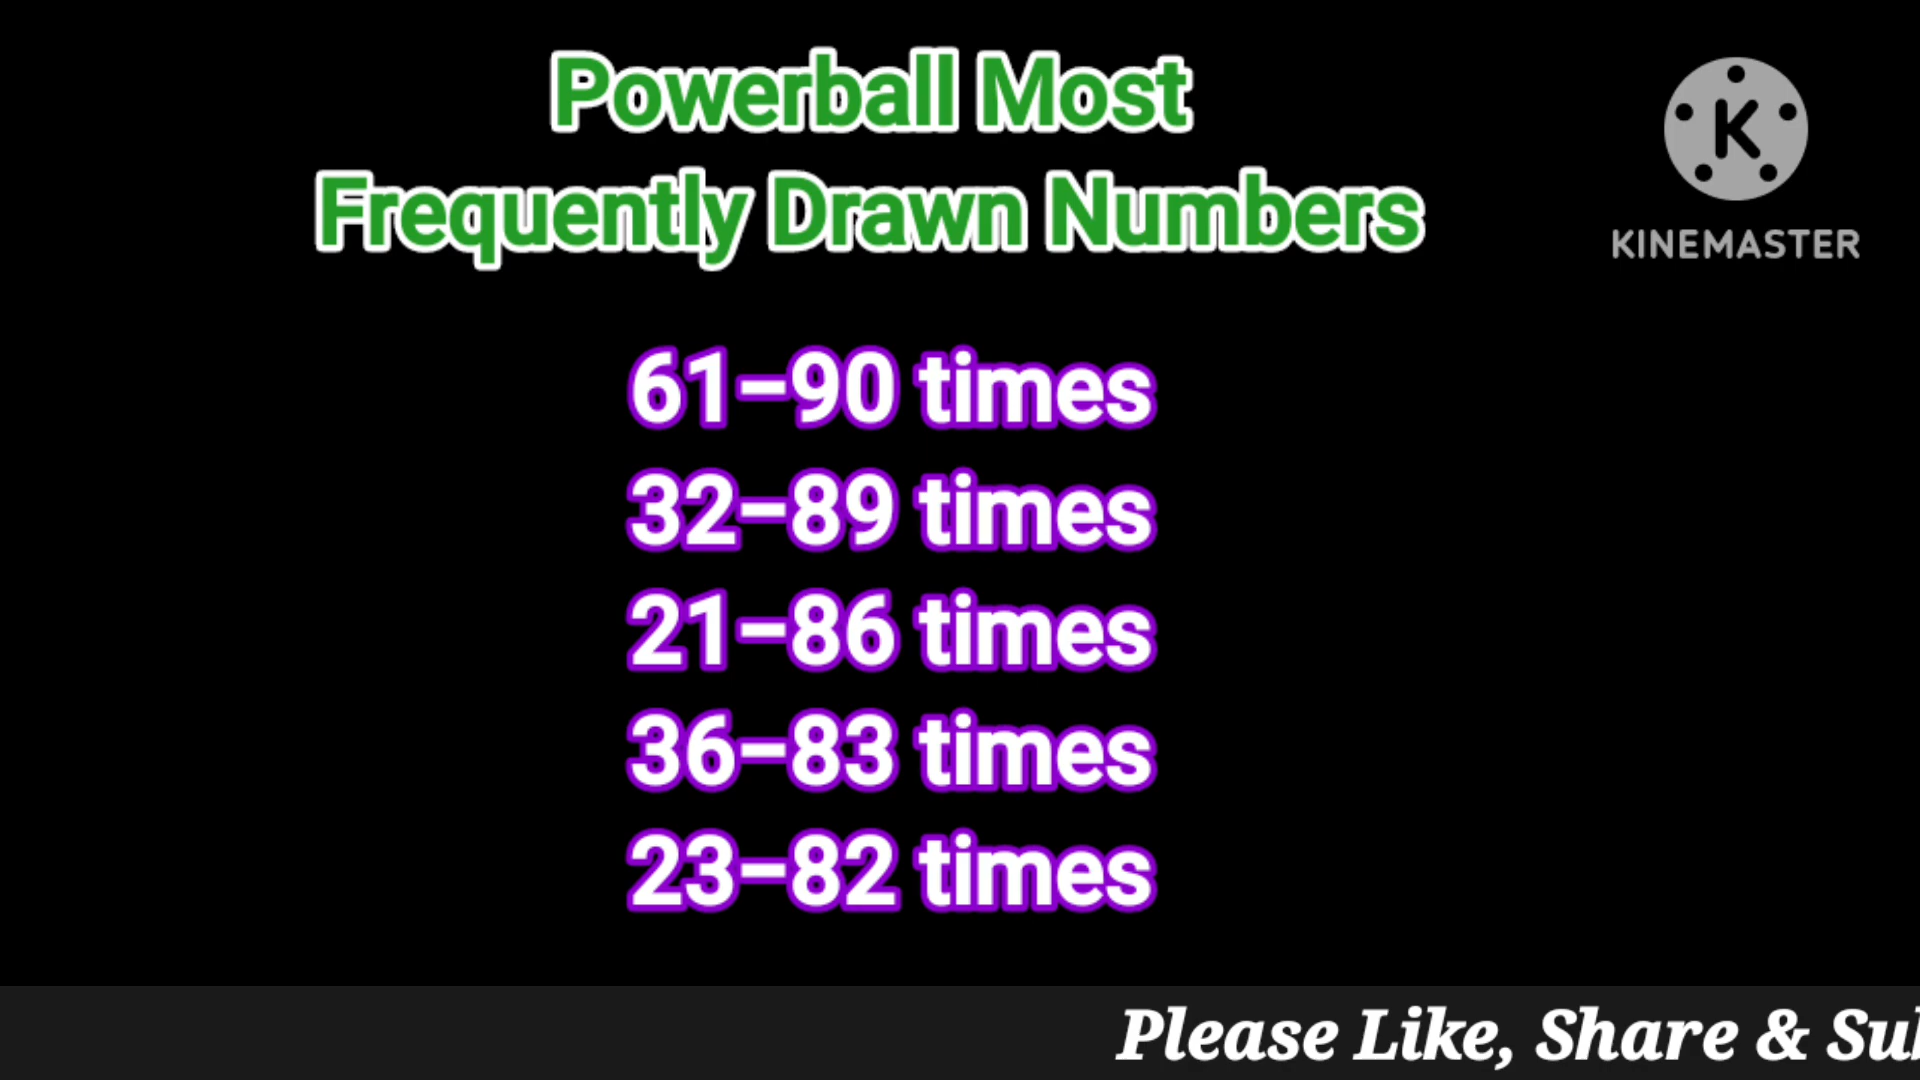 Powerball Most
Frequently Drawn Numbers
K
KINEMASTER
61-90 times
32-89 times
21-86 times
36-83 times
23-82 times
Please Like, Share &